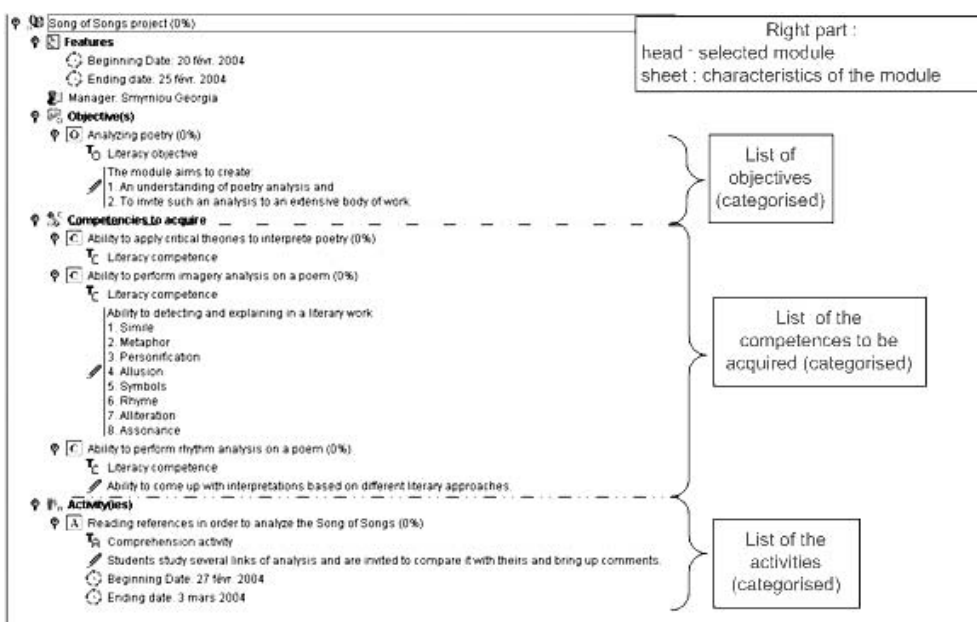 Song of Songs project (0%)
Features
Beginning Date: 20 févr. 2004
Ending date: 25 févr. 2004
Manager: Smyrniou Georgia
Objective(s)
O Analyzing poetry (0%)
TO Literacy objective
The module aims to create:
1. An understanding of poetry analysis and
2. To invite such an analysis to an extensive body of work.
Competencies to acquire
C Ability to apply critical theories to interprete poetry (0%)
TC Literacy competence
C Ability to perform imagery analysis on a poem (0%)
TC Literacy competence
Ability to detecting and explaining in a literary work
1. Simile
2. Metaphor
3. Personification
4. Allusion
5. Symbols
6. Rhyme
7. Alliteration
8. Assonance
C Ability to perform rhythm analysis on a poem (0%)
TC Literacy competence
Ability to come up with interpretations based on different literary approaches.
Activity(ies)
A Reading references in order to analyze the Song of Songs (0%)
TA Comprehension activity
Students study several links of analysis and are invited to compare it with theirs and bring up comments.
Beginning Date: 27 févr. 2004
Ending date: 3 mars 2004
Right part :
head : selected module
sheet : characteristics of the module
List of
objectives
(categorised)
List of the
competences to be
acquired (categorised)
List of the
activities
(categorised)